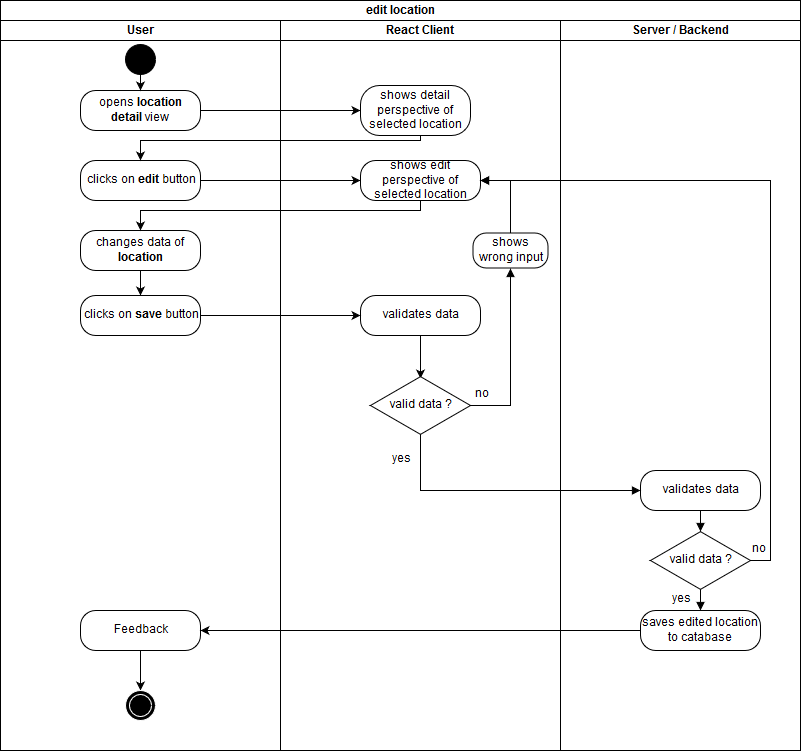 edit location
User
React Client
Server / Backend
opens location
detail view
shows detail
perspective of
selected location
clicks on edit button
shows edit
perspective of
selected location
changes data of
location
shows
wrong input
clicks on save button
validates data
valid data ?
no
yes
validates data
valid data ?
no
yes
Feedback
saves edited location
to catabase